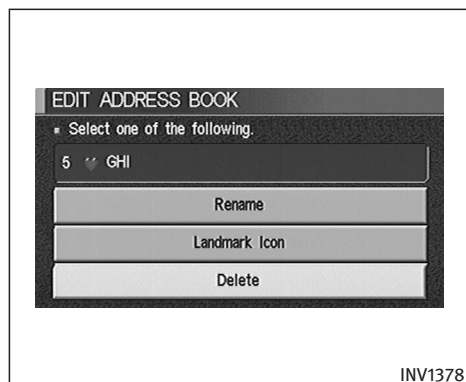 EDIT ADDRESS BOOK
Select one of the following.
5 GHI
Rename
Landmark Icon
Delete
INV1378